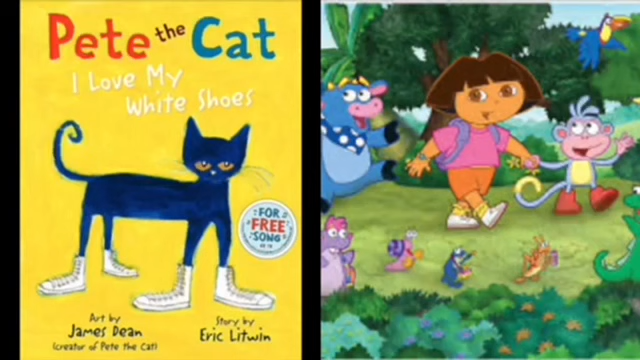 Pete the Cat
I Love My
White Shoes
FOR
FREE
SONG
Art by
James Dean
(creator of Pete the Cat)
Story by
Eric Litwin